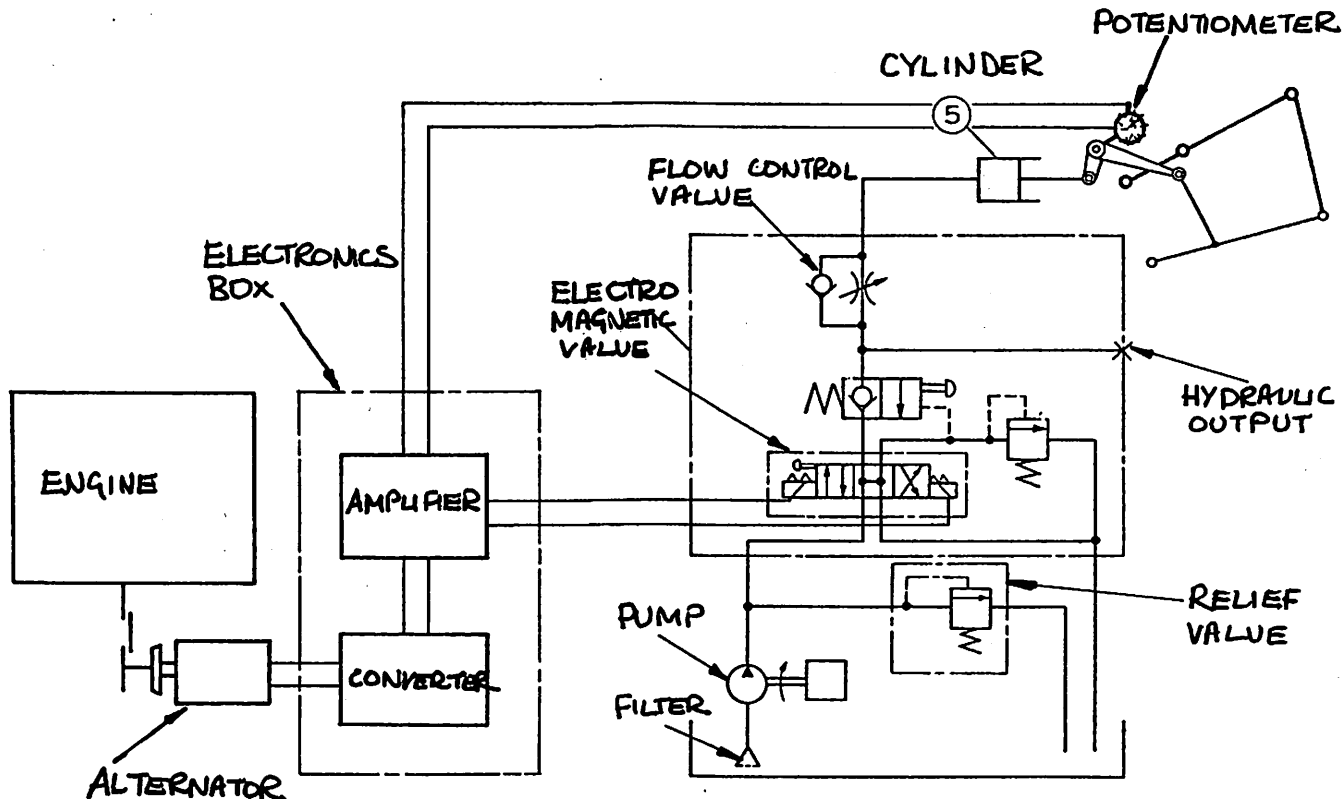 POTENTIOMETER
CYLINDER
5
FLOW CONTROL
VALUE
ELECTRONICS
BOX
ELECTRO
MAGNETIC
VALUE
HYDRAULIC
OUTPUT
ENGINE
AMPLIFIER
RELIEF
VALUE
PUMP
CONVERTER
FILTER
ALTERNATOR